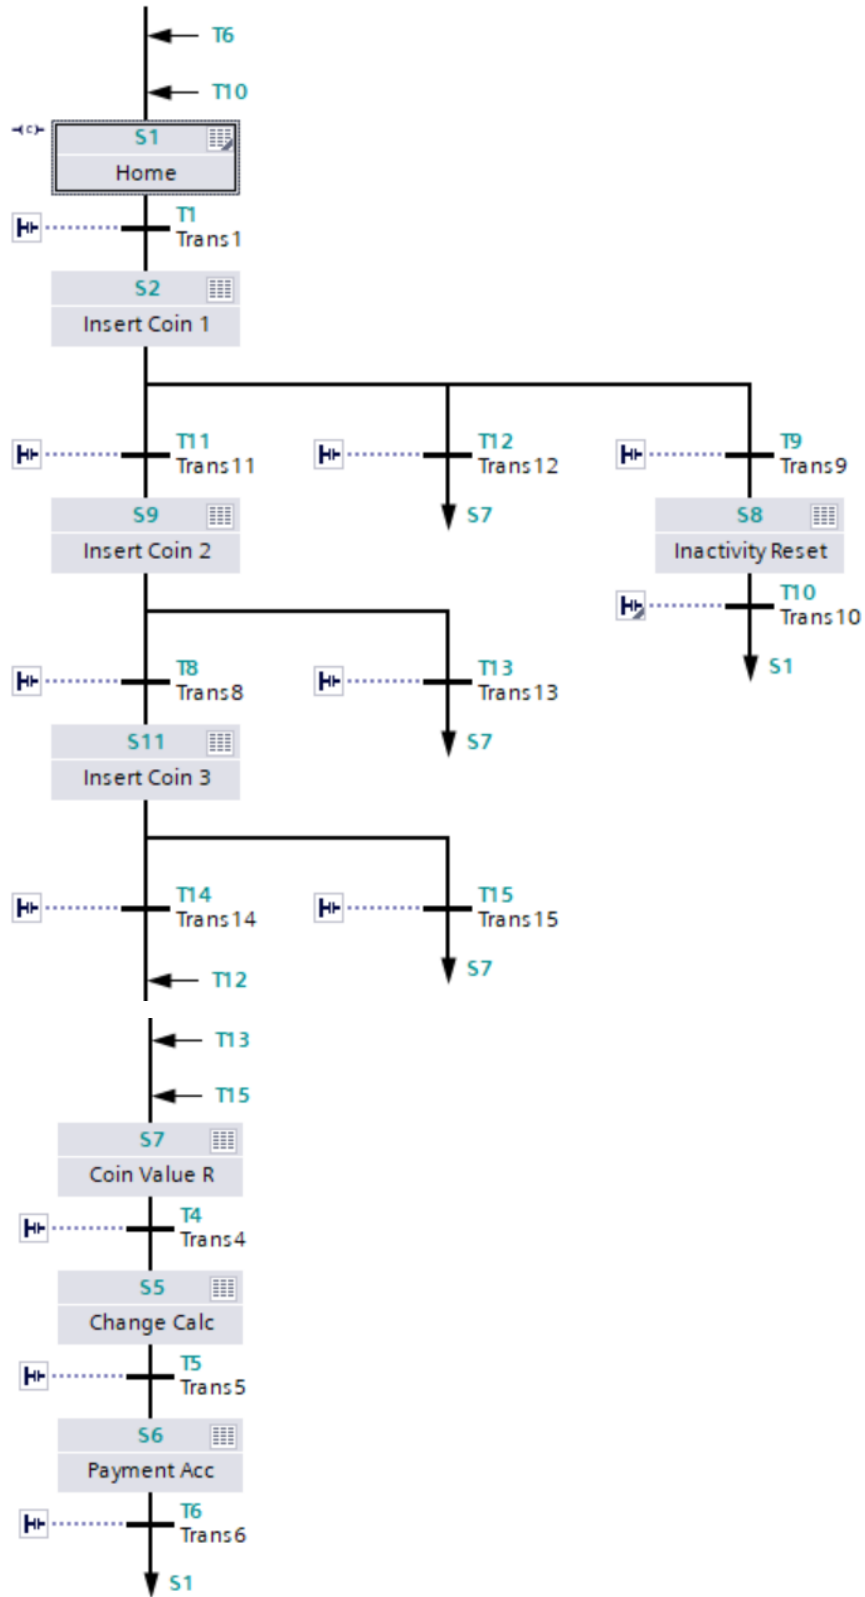 T6
T10
S1
Home
T1
Trans1
S2
Insert Coin 1
T11
Trans11
T12
Trans12
T9
Trans9
S9
Insert Coin 2
S7
S8
Inactivity Reset
T10
Trans10
T8
Trans8
T13
Trans13
S1
S11
Insert Coin 3
S7
T14
Trans14
T15
Trans15
T12
S7
T13
T15
S7
Coin Value R
T4
Trans4
S5
Change Calc
T5
Trans5
S6
Payment Acc
T6
Trans6
S1